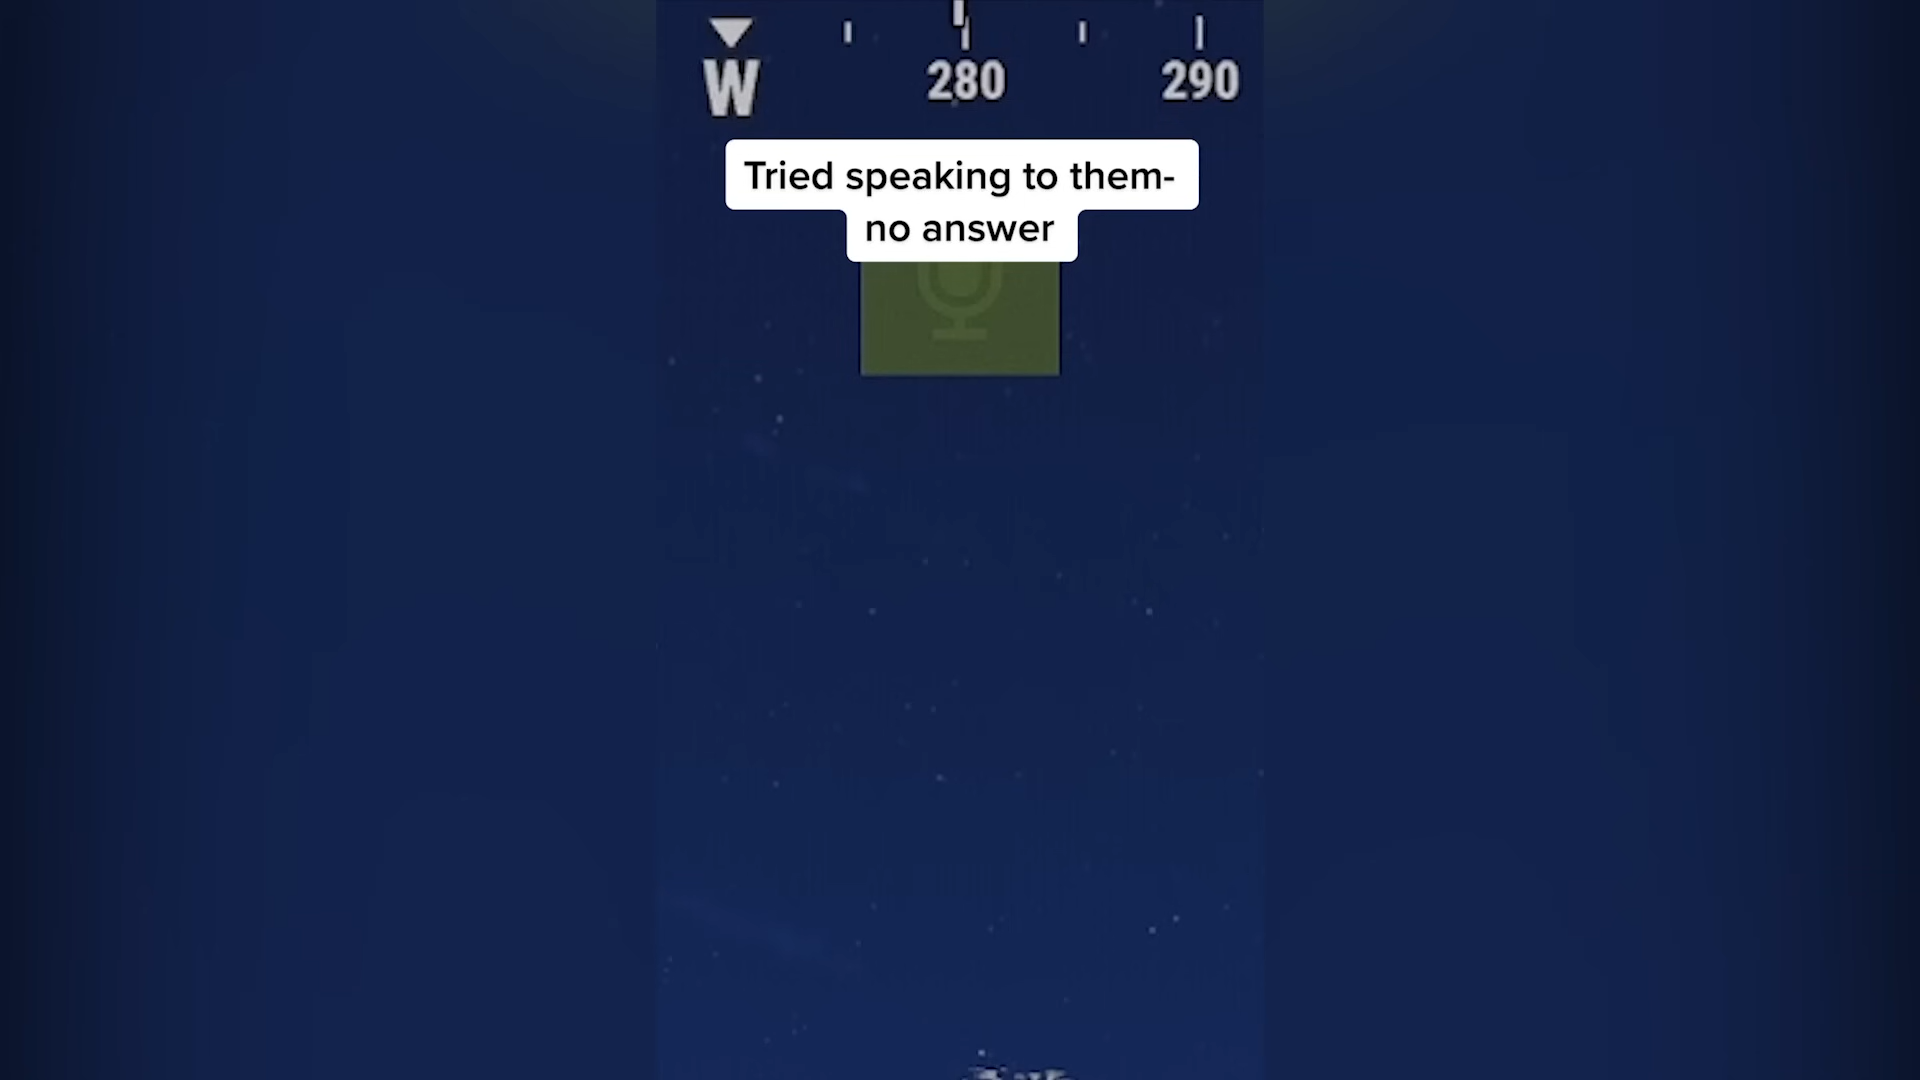 W 280 290
Tried speaking to them-
no answer